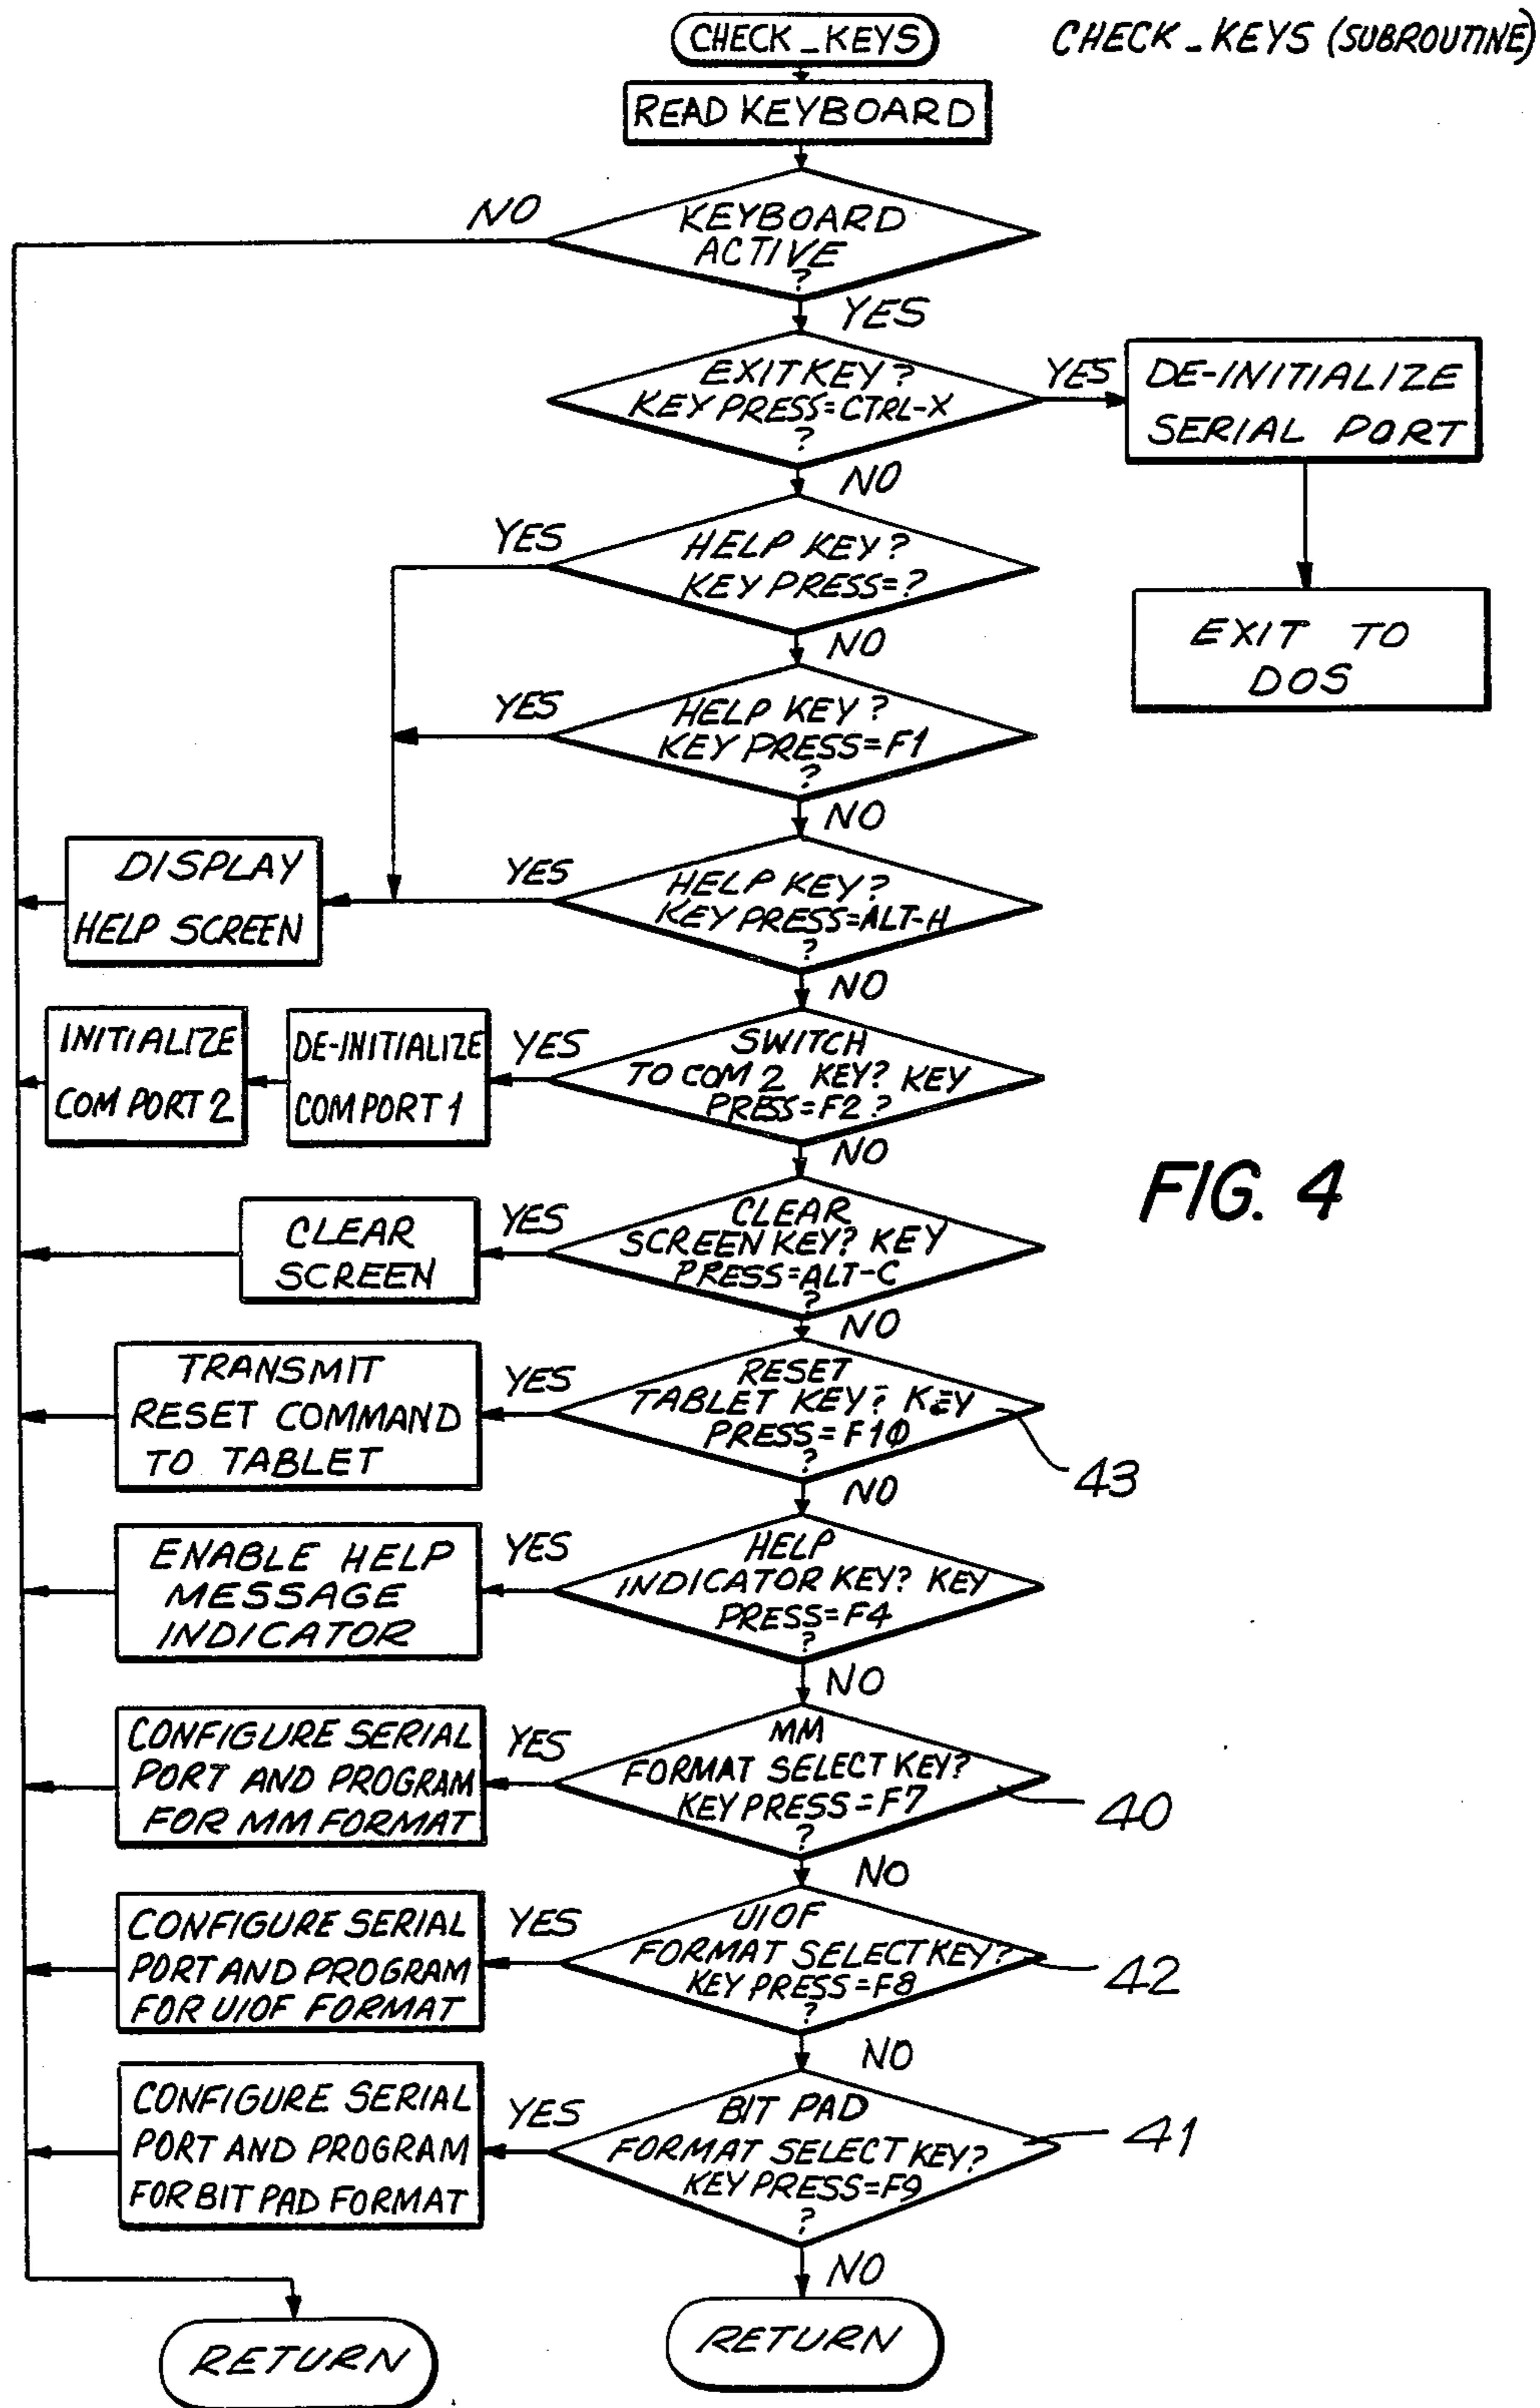 CHECK_KEYS
CHECK_KEYS (SUBROUTINE)
READ KEYBOARD
NO
KEYBOARD
ACTIVE
?
YES
EXIT KEY?
KEY PRESS=CTRL-X
?
YES
DE-INITIALIZE
SERIAL PORT
NO
EXIT TO
DOS
YES
HELP KEY?
KEY PRESS=?
NO
YES
HELP KEY?
KEY PRESS=F1
?
NO
DISPLAY
HELP SCREEN
YES
HELP KEY?
KEY PRESS=ALT-H
?
NO
INITIALIZE
COM PORT 2
DE-INITIALIZE
COM PORT 1
YES
SWITCH
TO COM 2 KEY? KEY
PRESS=F2?
NO
FIG. 4
CLEAR
SCREEN
YES
CLEAR
SCREEN KEY? KEY
PRESS=ALT-C
?
NO
TRANSMIT
RESET COMMAND
TO TABLET
YES
RESET
TABLET KEY? KEY
PRESS=F10
?
43
NO
ENABLE HELP
MESSAGE
INDICATOR
YES
HELP
INDICATOR KEY? KEY
PRESS=F4
?
NO
CONFIGURE SERIAL
PORT AND PROGRAM
FOR MM FORMAT
YES
MM
FORMAT SELECT KEY?
KEY PRESS=F7
?
40
NO
CONFIGURE SERIAL
PORT AND PROGRAM
FOR UIOF FORMAT
YES
UIOF
FORMAT SELECT KEY?
KEY PRESS=F8
?
42
NO
CONFIGURE SERIAL
PORT AND PROGRAM
FOR BIT PAD FORMAT
YES
BIT PAD
FORMAT SELECT KEY?
KEY PRESS=F9
?
41
NO
RETURN
RETURN